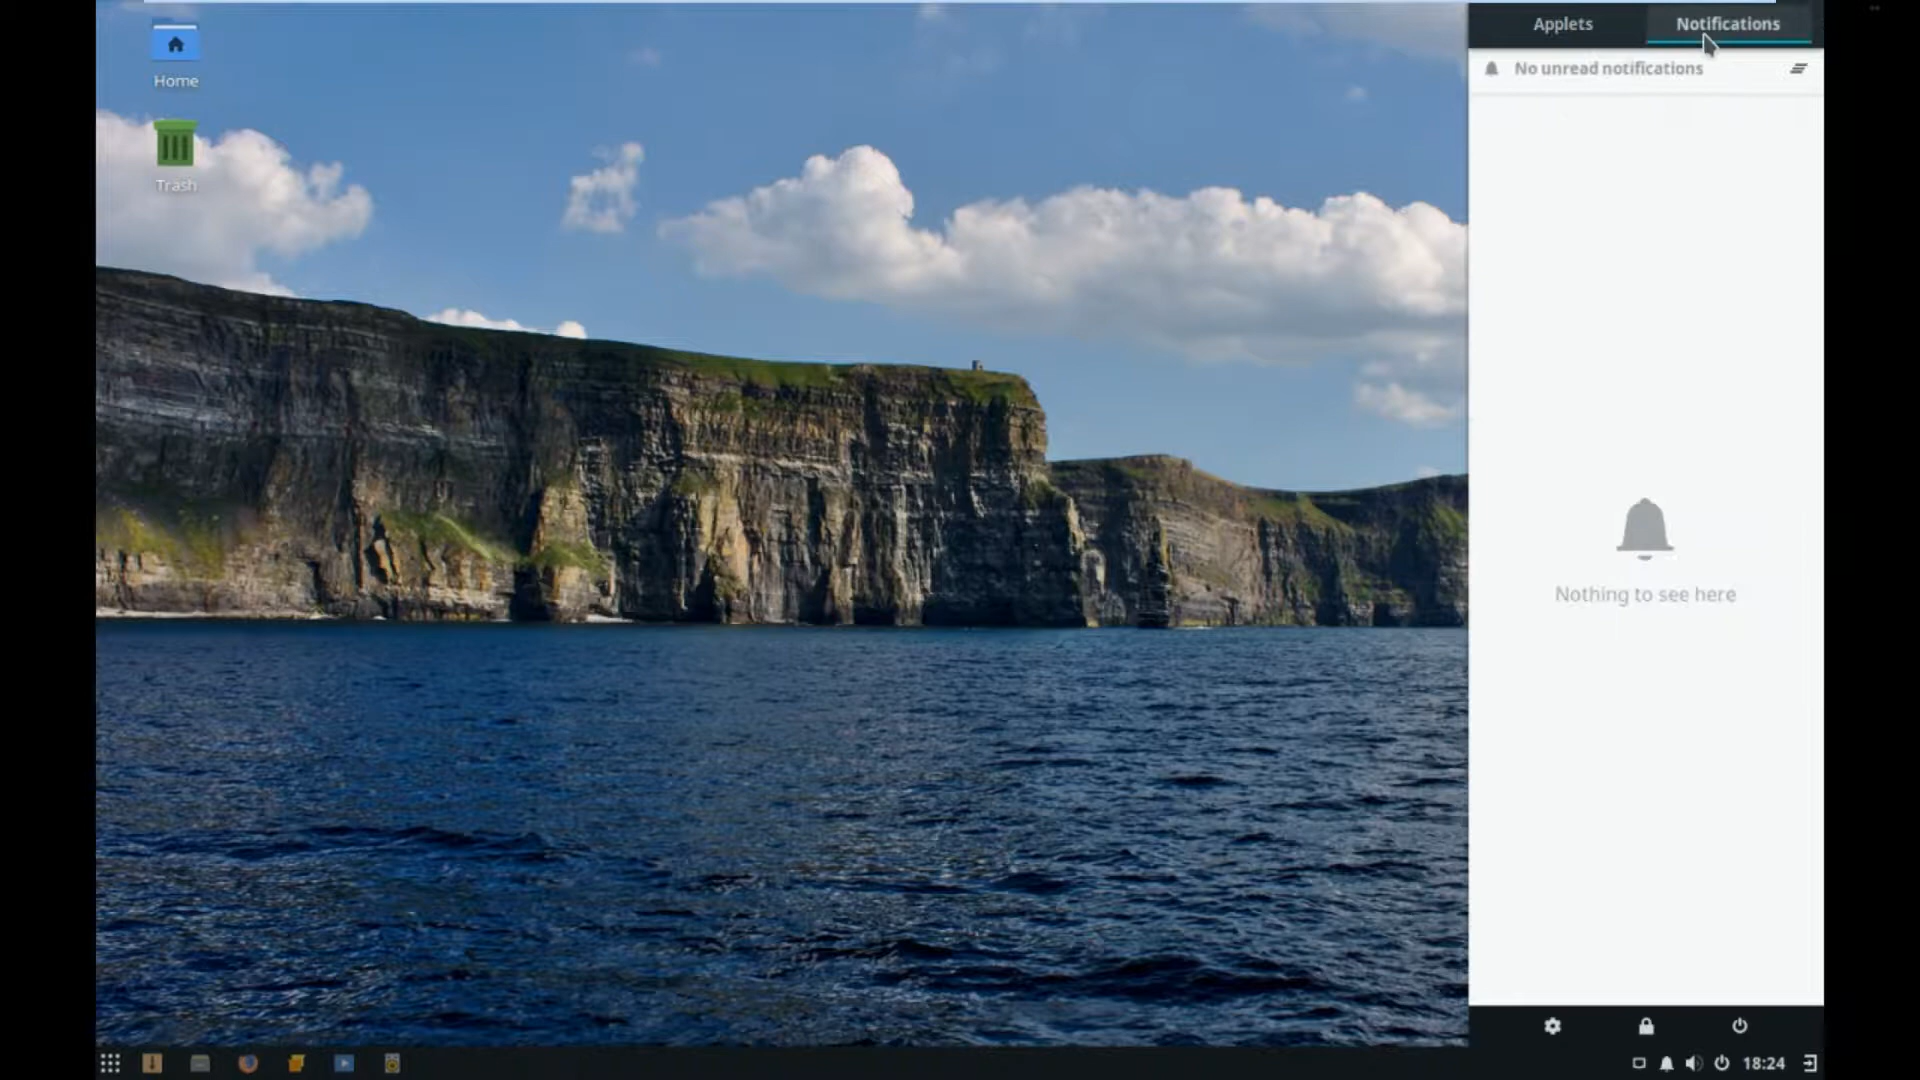 Applets
Notifications
No unread notifications
Home
Trash
Nothing to see here
18:24